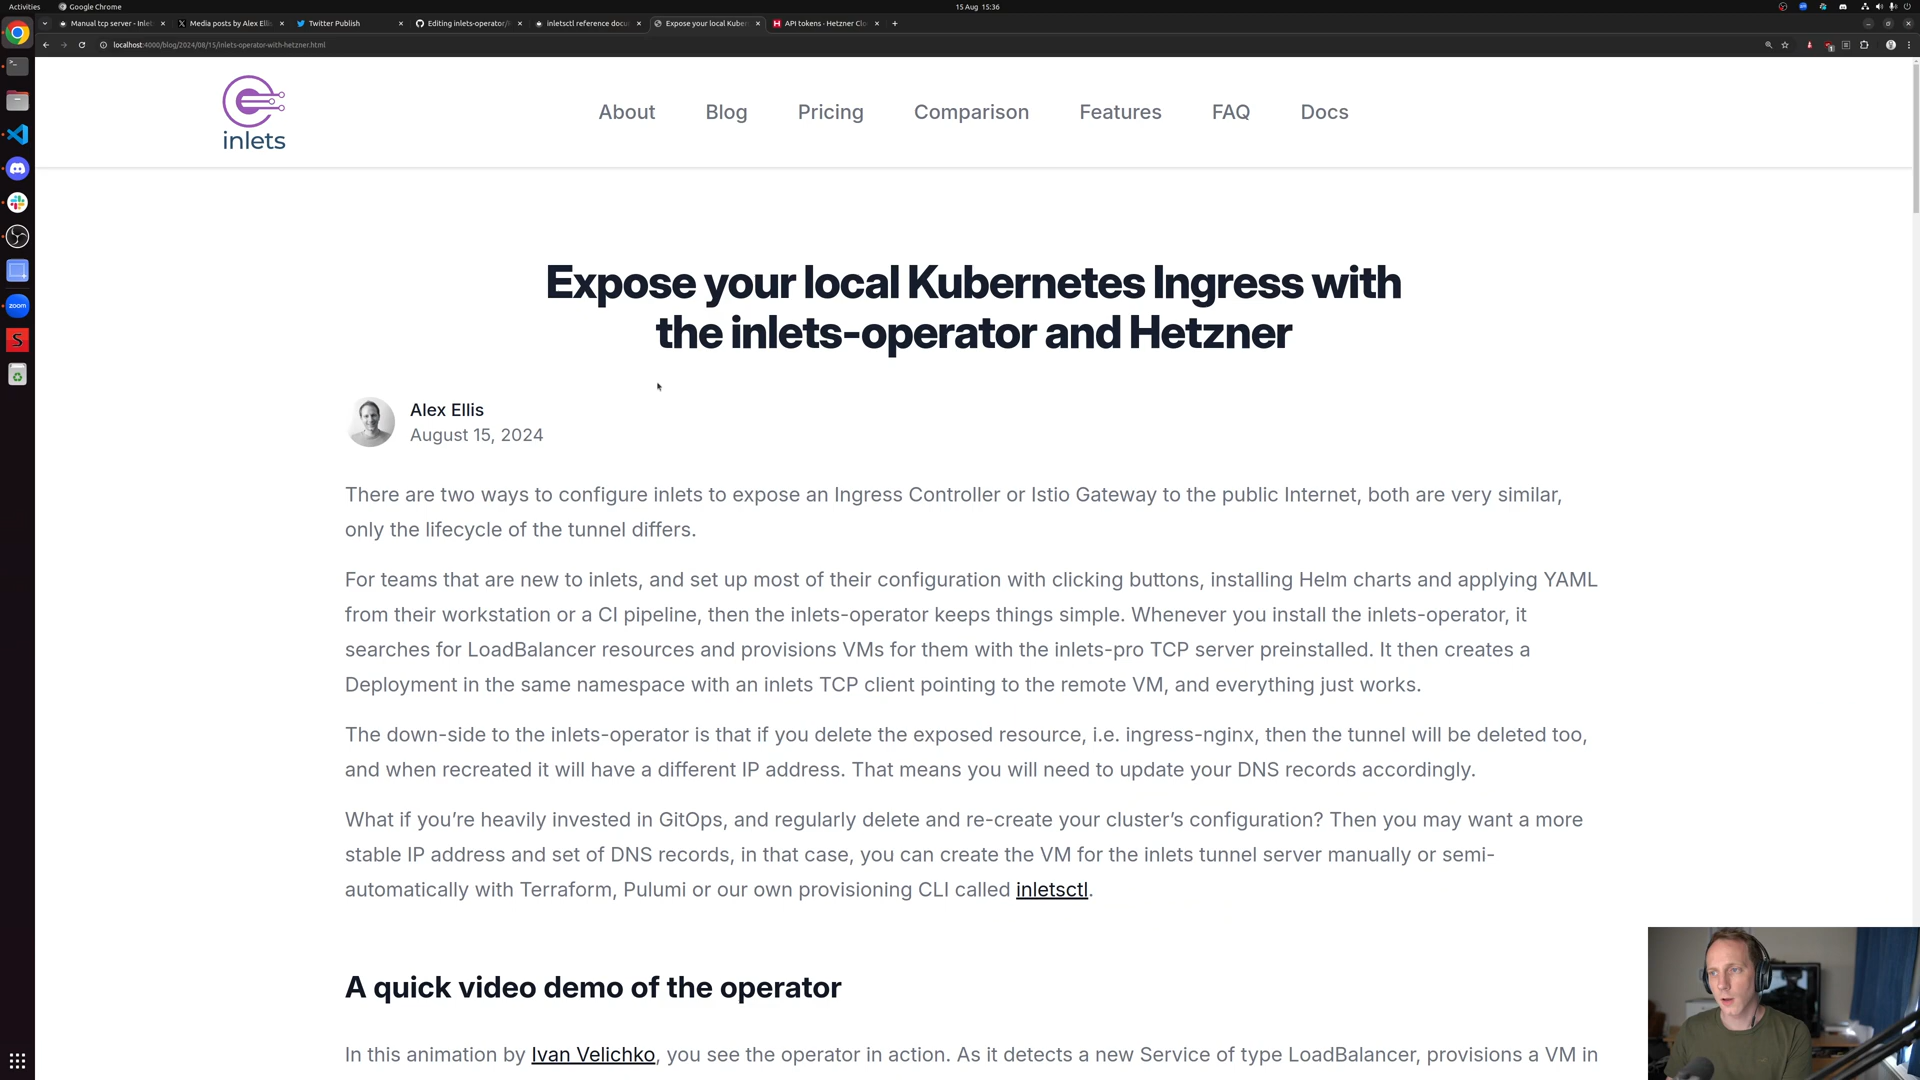 Activities
Google Chrome
15 Aug 15:36
Manual tcp server - Inlet
Media posts by Alex Ellis
Twitter Publish
Editing inlets-operator/
inletsctl reference docu
Expose your local Kuber
API tokens · Hetzner Clo
localhost:4000/blog/2024/08/15/inlets-operator-with-hetzner.html
inlets
About
Blog
Pricing
Comparison
Features
FAQ
Docs
zoom
Expose your local Kubernetes Ingress with
the inlets-operator and Hetzner
Alex Ellis
August 15, 2024
There are two ways to configure inlets to expose an Ingress Controller or Istio Gateway to the public Internet, both are very similar,
only the lifecycle of the tunnel differs.
For teams that are new to inlets, and set up most of their configuration with clicking buttons, installing Helm charts and applying YAML
from their workstation or a CI pipeline, then the inlets-operator keeps things simple. Whenever you install the inlets-operator, it
searches for LoadBalancer resources and provisions VMs for them with the inlets-pro TCP server preinstalled. It then creates a
Deployment in the same namespace with an inlets TCP client pointing to the remote VM, and everything just works.
The down-side to the inlets-operator is that if you delete the exposed resource, i.e. ingress-nginx, then the tunnel will be deleted too,
and when recreated it will have a different IP address. That means you will need to update your DNS records accordingly.
What if you’re heavily invested in GitOps, and regularly delete and re-create your cluster’s configuration? Then you may want a more
stable IP address and set of DNS records, in that case, you can create the VM for the inlets tunnel server manually or semi-
automatically with Terraform, Pulumi or our own provisioning CLI called inletsctl.
A quick video demo of the operator
In this animation by Ivan Velichko, you see the operator in action. As it detects a new Service of type LoadBalancer, provisions a VM in